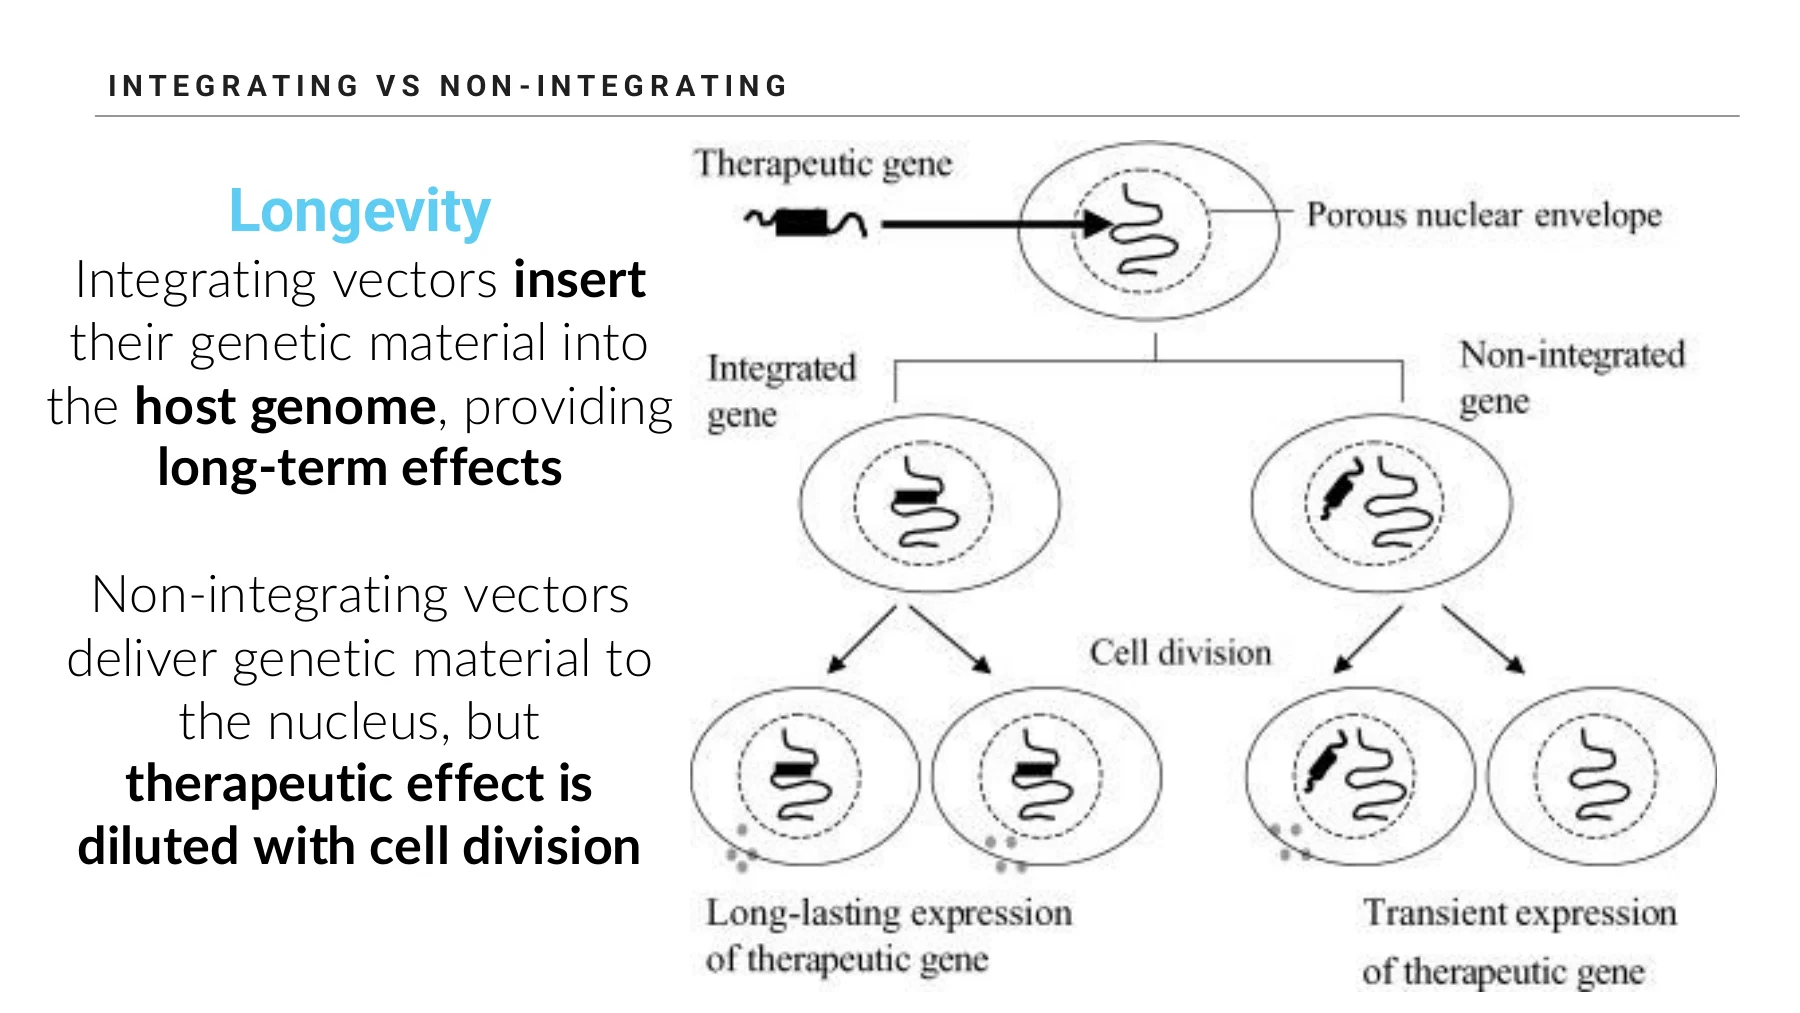 INTEGRATING VS NON-INTEGRATING
Longevity
Integrating vectors insert
their genetic material into
the host genome, providing
long-term effects
Non-integrating vectors
deliver genetic material to
the nucleus, but
therapeutic effect is
diluted with cell division
Therapeutic gene
Porous nuclear envelope
Integrated
gene
Non-integrated
gene
Cell division
Long-lasting expression
of therapeutic gene
Transient expression
of therapeutic gene